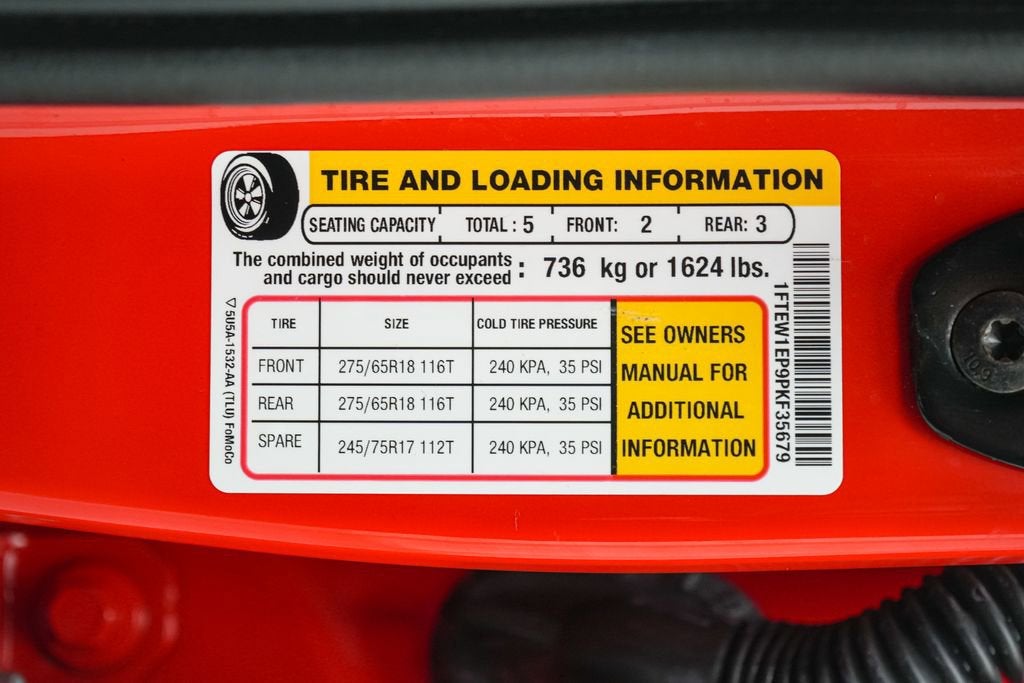 TIRE AND LOADING INFORMATION
SEATING CAPACITY TOTAL : 5 FRONT: 2 REAR: 3
The combined weight of occupants
and cargo should never exceed : 736 kg or 1624 lbs.
TIRE SIZE COLD TIRE PRESSURE
FRONT 275/65R18 116T 240 KPA, 35 PSI
REAR 275/65R18 116T 240 KPA, 35 PSI
SPARE 245/75R17 112T 240 KPA, 35 PSI
SEE OWNERS
MANUAL FOR
ADDITIONAL
INFORMATION
1FTEW1EP9PKF35679
▽5U5A-1532-AA (TLU) FoMoCo
10.9